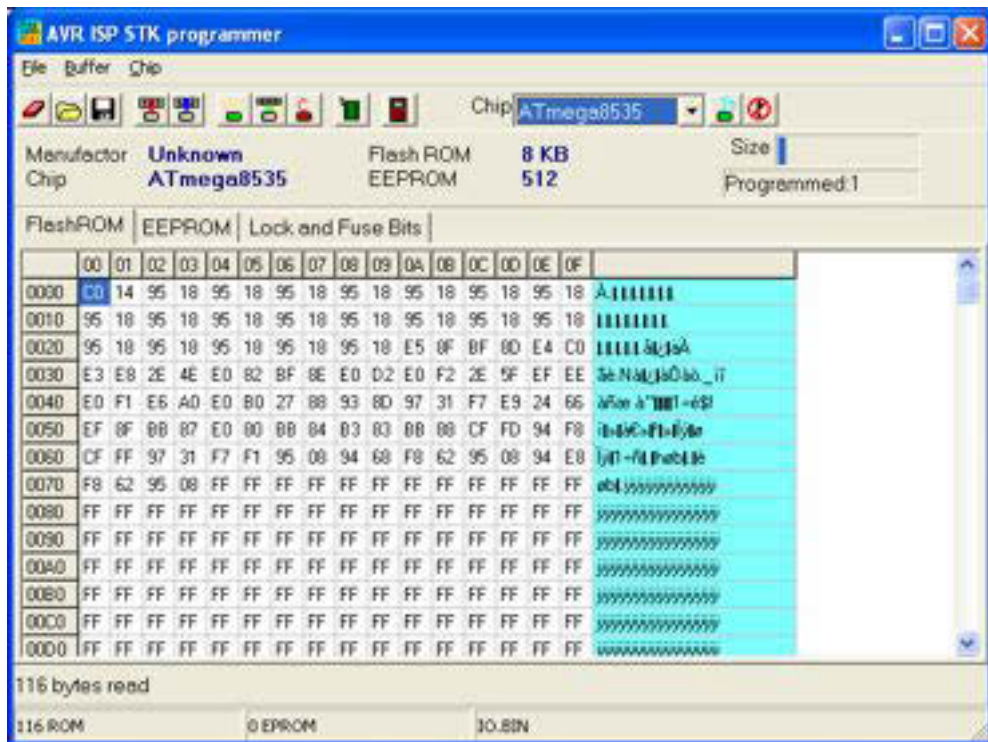 AVR ISP STK programmer
File Buffer Chip
Chip ATmega8535
Manufactor Unknown Flash ROM 8 KB Size
Chip ATmega8535 EEPROM 512 Programmed:1
FlashROM EEPROM Lock and Fuse Bits
00 01 02 03 04 05 06 07 08 09 0A 0B 0C 0D 0E 0F
0000 C0 14 95 18 95 18 95 18 95 18 95 18 95 18 95 18
0010 95 18 95 18 95 18 95 18 95 18 95 18 95 18 95 18
0020 95 18 95 18 95 18 95 18 95 18 E5 8F BF 8D E4 C0
0030 E3 E8 2E 4E E0 82 BF 8E E0 D2 E0 F2 2E 5F EF EE
0040 E0 F1 E6 A0 E0 B0 27 88 93 8D 97 31 F7 E9 24 66
0050 EF 8F BB 87 E0 80 BB 84 B3 83 BB 88 CF FD 94 F8
0060 CF FF 97 31 F7 F1 95 08 94 68 F8 62 95 08 94 E8
0070 F8 62 95 08 FF FF FF FF FF FF FF FF FF FF FF FF
0080 FF FF FF FF FF FF FF FF FF FF FF FF FF FF FF FF
0090 FF FF FF FF FF FF FF FF FF FF FF FF FF FF FF FF
00A0 FF FF FF FF FF FF FF FF FF FF FF FF FF FF FF FF
00B0 FF FF FF FF FF FF FF FF FF FF FF FF FF FF FF FF
00C0 FF FF FF FF FF FF FF FF FF FF FF FF FF FF FF FF
00D0 FF FF FF FF FF FF FF FF FF FF FF FF FF FF FF FF
116 bytes read
116 ROM 0 EPROM IO.BIN